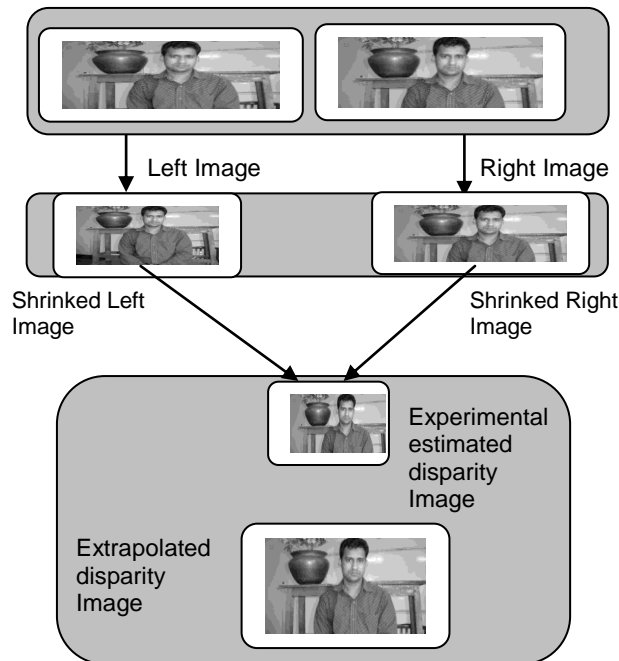 Left Image
Right Image
Shrinked Left
Image
Shrinked Right
Image
Experimental
estimated
disparity
Image
Extrapolated
disparity
Image